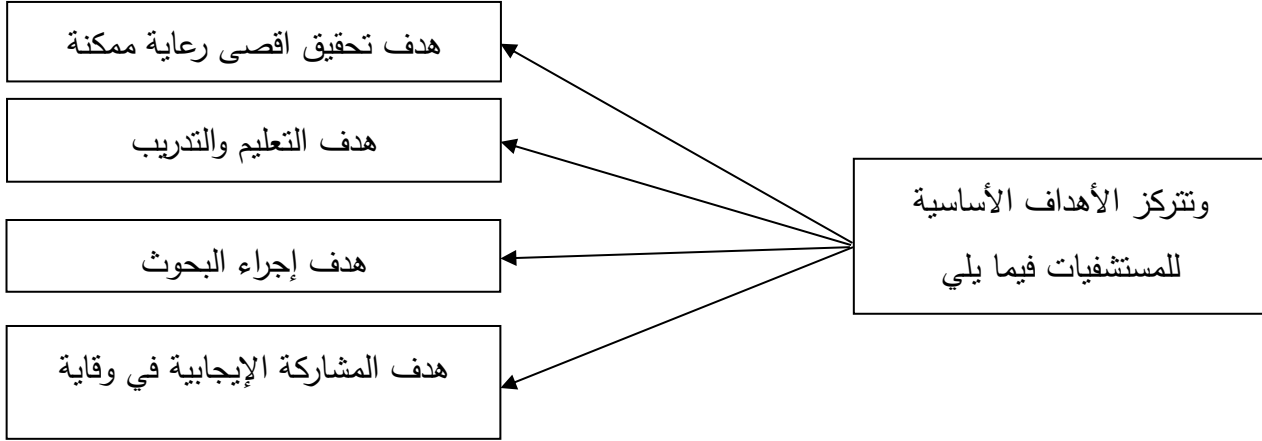 وتتركز الأهداف الأساسية
للمستشفيات فيما يلي
هدف تحقيق اقصى رعاية ممكنة
هدف التعليم والتدريب
هدف إجراء البحوث
هدف المشاركة الإيجابية في وقاية